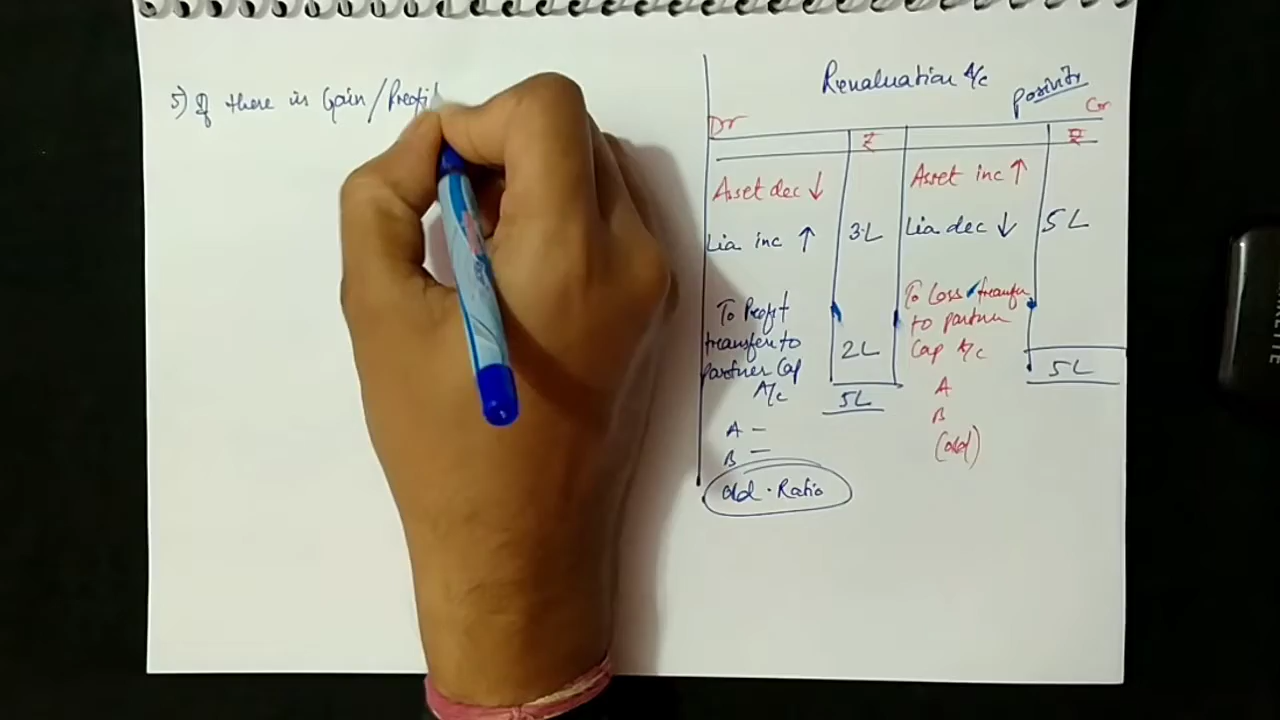 5) If there is Gain/Profit
Revaluation A/c
positive
Dr
Cr
₹
₹
Asset dec ↓
Lia inc ↑
3L
To Profit
transfer to
partner Cap
A/c
2L
5L
A –
B –
old Ratio
Asset inc ↑
Lia dec ↓
5L
To Loss transfer
to partner
Cap A/c
A
B
(old)
5L